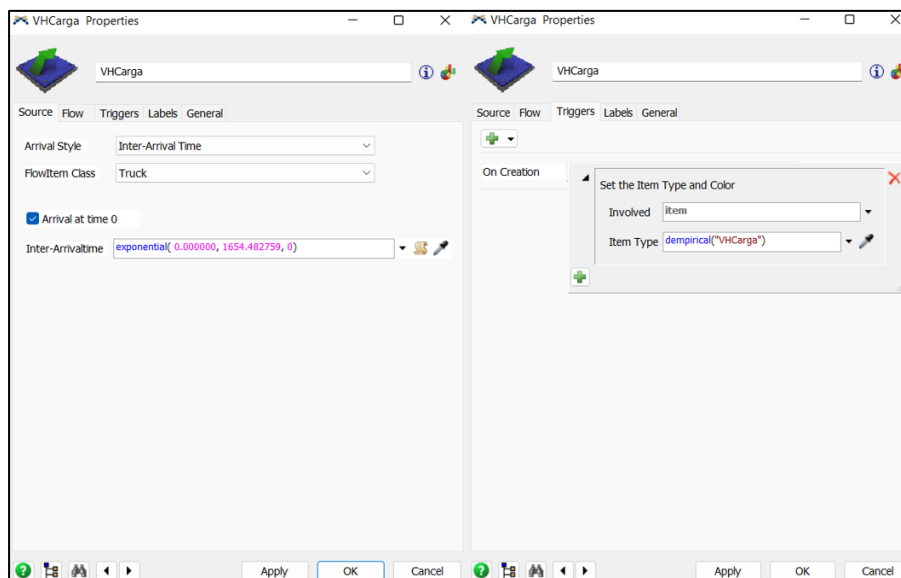 VHCarga Properties
VHCarga
Source Flow Triggers Labels General
Arrival Style Inter-Arrival Time
FlowItem Class Truck
Arrival at time 0
Inter-Arrivaltime exponential( 0.000000, 1654.482759, 0)
Apply OK Cancel
VHCarga Properties
VHCarga
Source Flow Triggers Labels General
On Creation
Set the Item Type and Color
Involved item
Item Type dempirical("VHCarga")
Apply OK Cancel